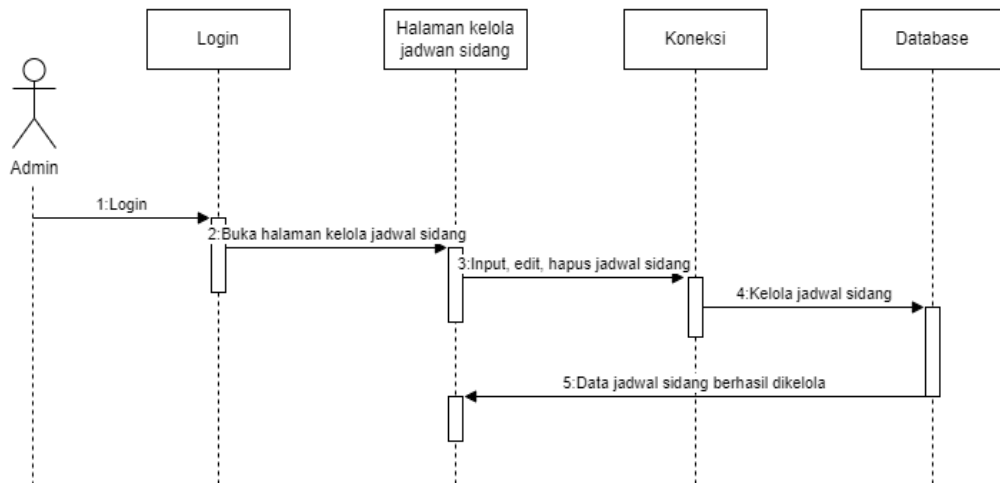 Login
Halaman kelola
jadwan sidang
Koneksi
Database
Admin
1:Login
2:Buka halaman kelola jadwal sidang
3:Input, edit, hapus jadwal sidang
4:Kelola jadwal sidang
5:Data jadwal sidang berhasil dikelola